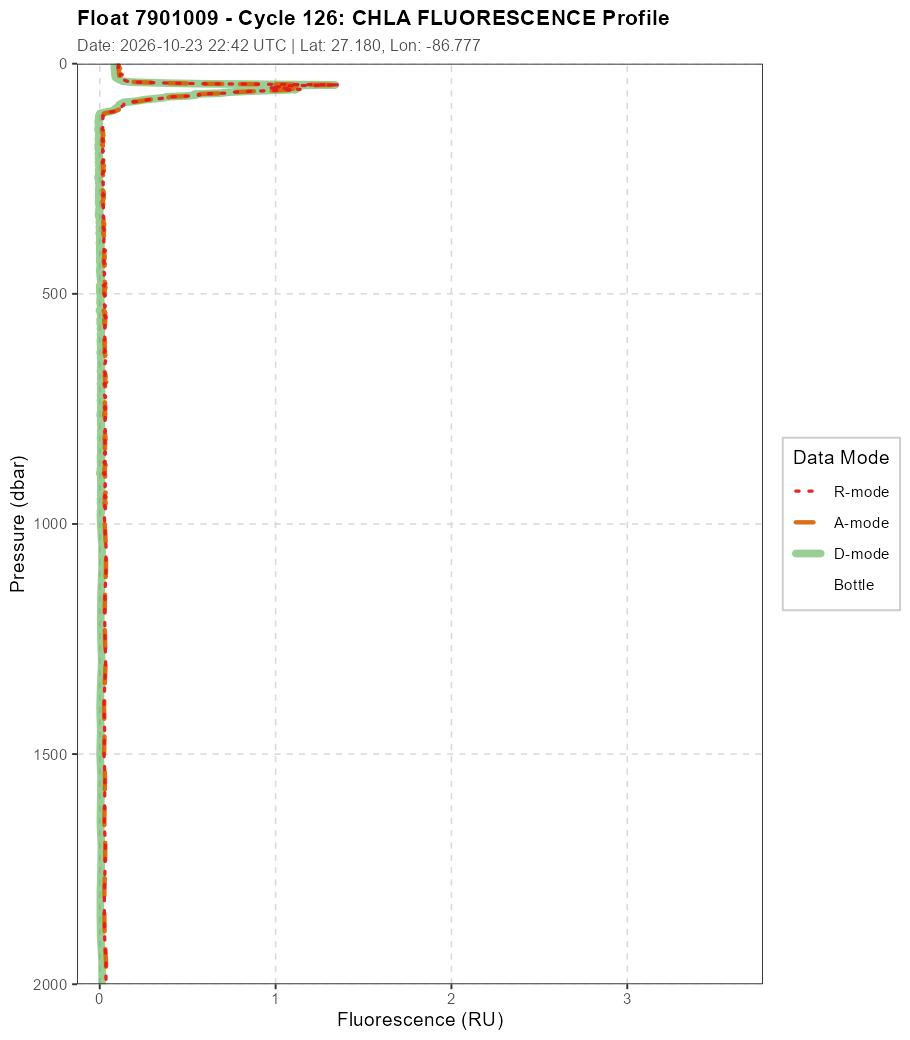 Float 7901009 - Cycle 126: CHLA FLUORESCENCE Profile
Date: 2026-10-23 22:42 UTC | Lat: 27.180, Lon: -86.777
0
500
1000
1500
2000
Pressure (dbar)
0 1 2 3
Fluorescence (RU)
Data Mode
R-mode
A-mode
D-mode
Bottle